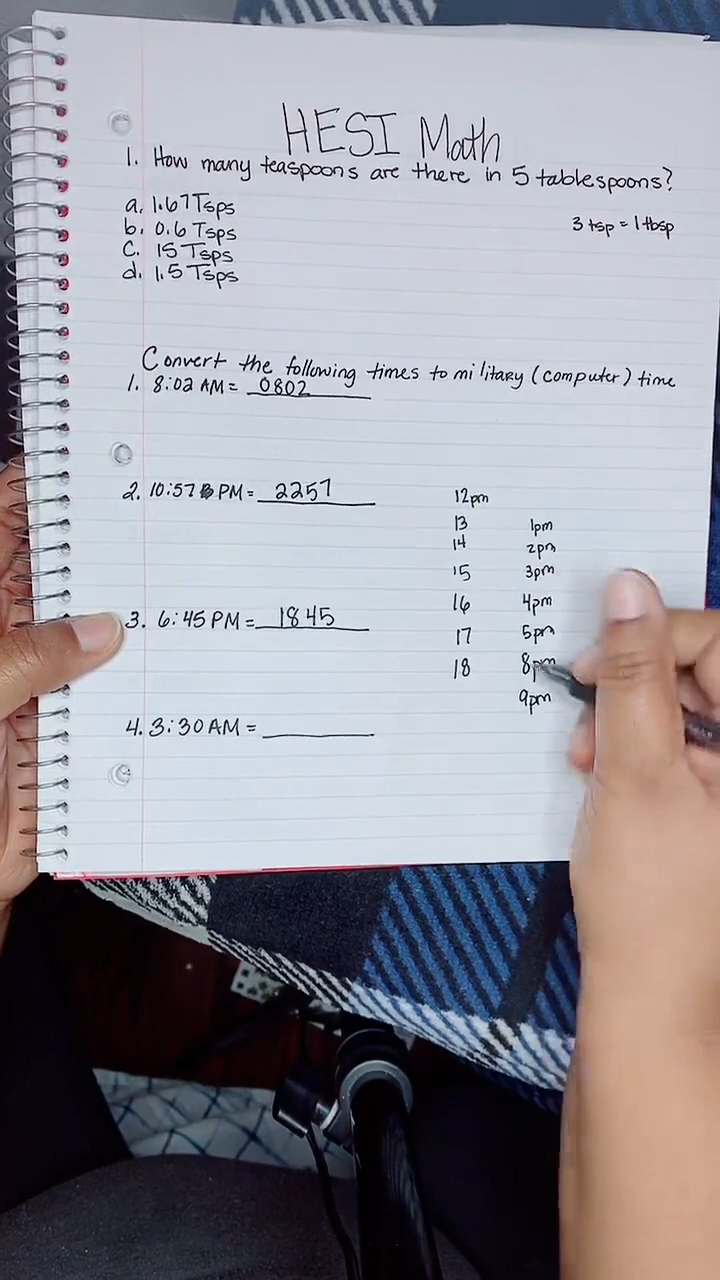 HESI Math
1. How many teaspoons are there in 5 tablespoons?
a. 1.67 Tsps
3 tsp = 1 tbsp
b. 0.6 Tsps
c. 15 Tsps
d. 1.5 Tsps
Convert the following times to military (computer) time
1. 8:02 AM = 0802
2. 10:57 PM = 2257
12pm
13 1pm
14 2pm
15 3pm
16 4pm
3. 6:45 PM = 1845
17 5pm
18 8pm
9pm
4. 3:30 AM =